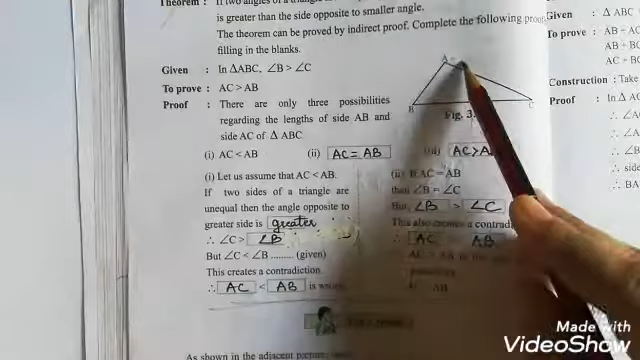 Theorem : If two angles of a triangle
is greater than the side opposite to smaller angle.
The theorem can be proved by indirect proof. Complete the following proof
filling in the blanks.
Given : In ΔABC, ∠B > ∠C
To prove : AC > AB
Proof : There are only three possibilities
regarding the lengths of side AB and
side AC of Δ ABC.
(i) AC < AB (ii) AC = AB (iii) AC > A
A
B
C
Fig. 3.
(i) Let us assume that AC < AB.
If two sides of a triangle are
unequal then the angle opposite to
greater side is greater
∴ ∠C > ∠B
But ∠C < ∠B ......... (given)
This creates a contradiction.
∴ AC < AB is wrong.
(ii) If AC = AB
then ∠B = ∠C
But, ∠B > ∠C
This also creates a contradi
∴ AC AB
AB
As shown in the adjacent picture,
Given : Δ ABC
To prove : AB + AC
AB + BC
AC + BC
Construction : Take
Proof : In Δ AC
∴ ∠A
∴ ∠A
∴ ∠B
∴ side
∴ BA
Made with
VideoShow